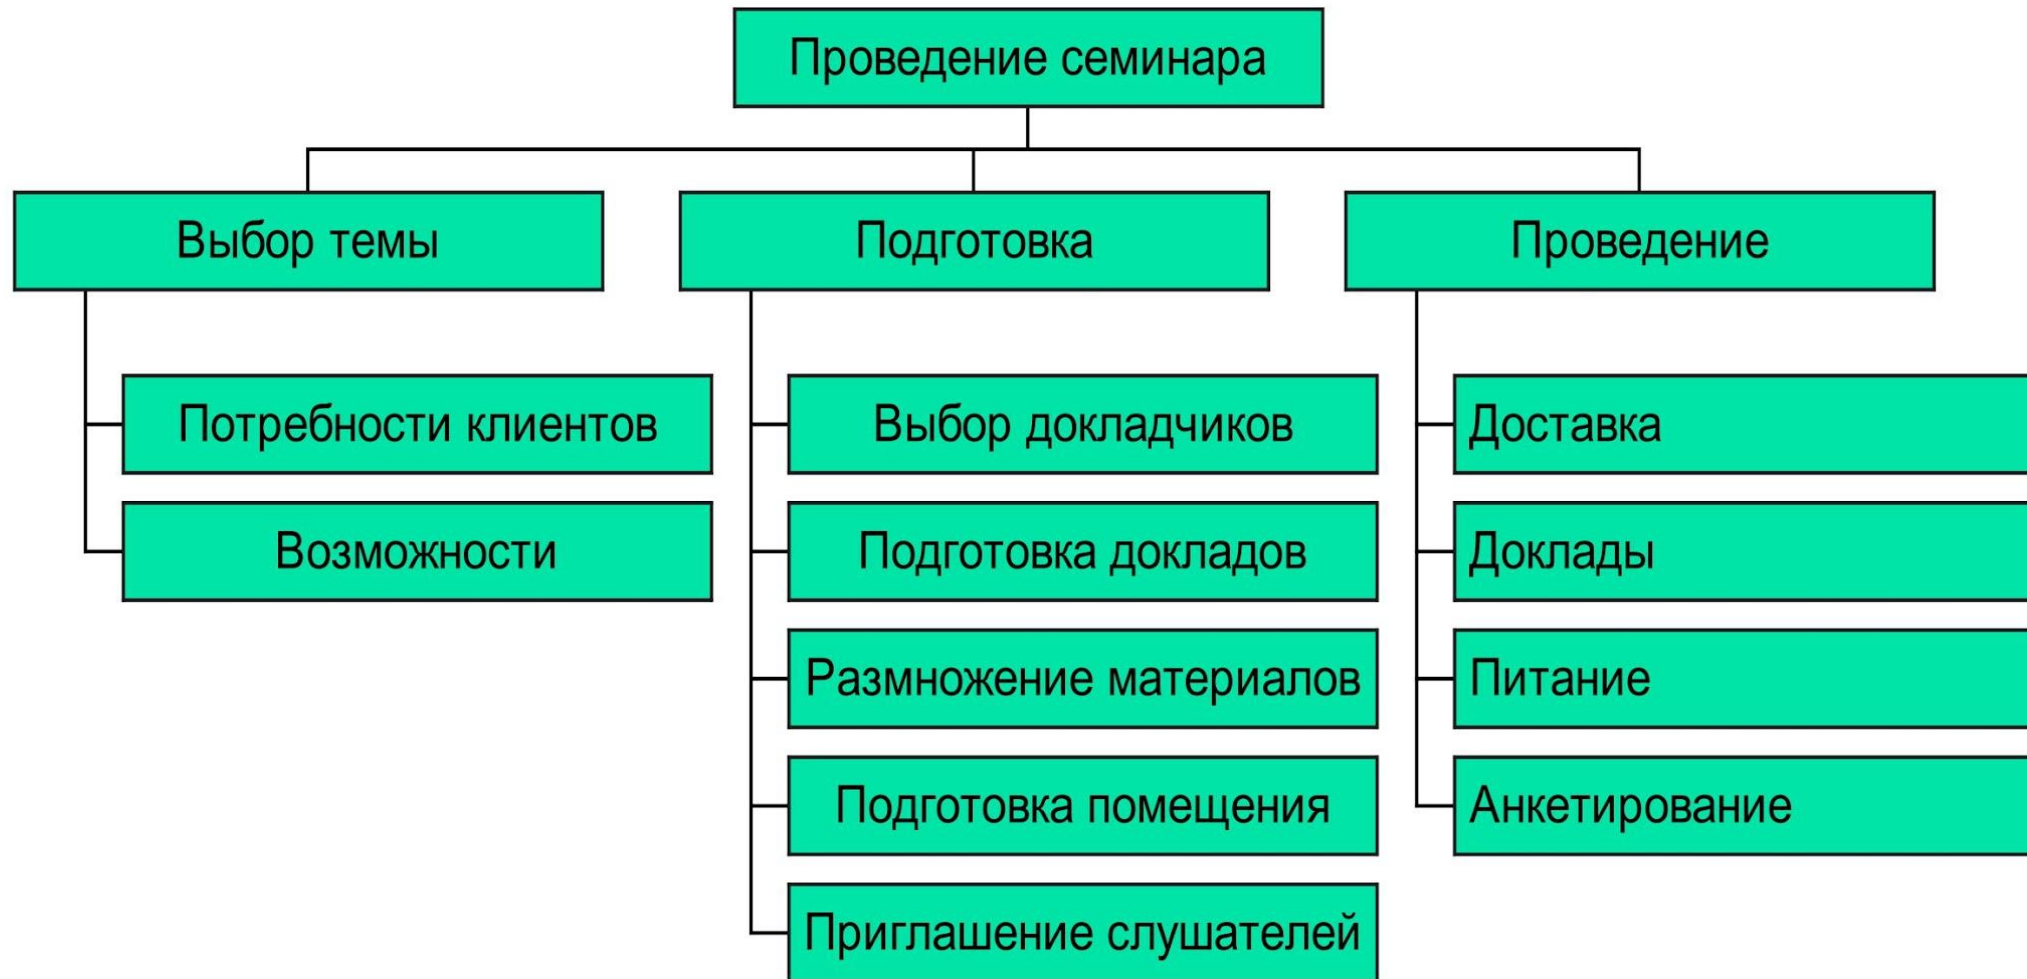 Проведение семинара
Выбор темы
Потребности клиентов
Возможности
Подготовка
Выбор докладчиков
Подготовка докладов
Размножение материалов
Подготовка помещения
Приглашение слушателей
Проведение
Доставка
Доклады
Питание
Анкетирование